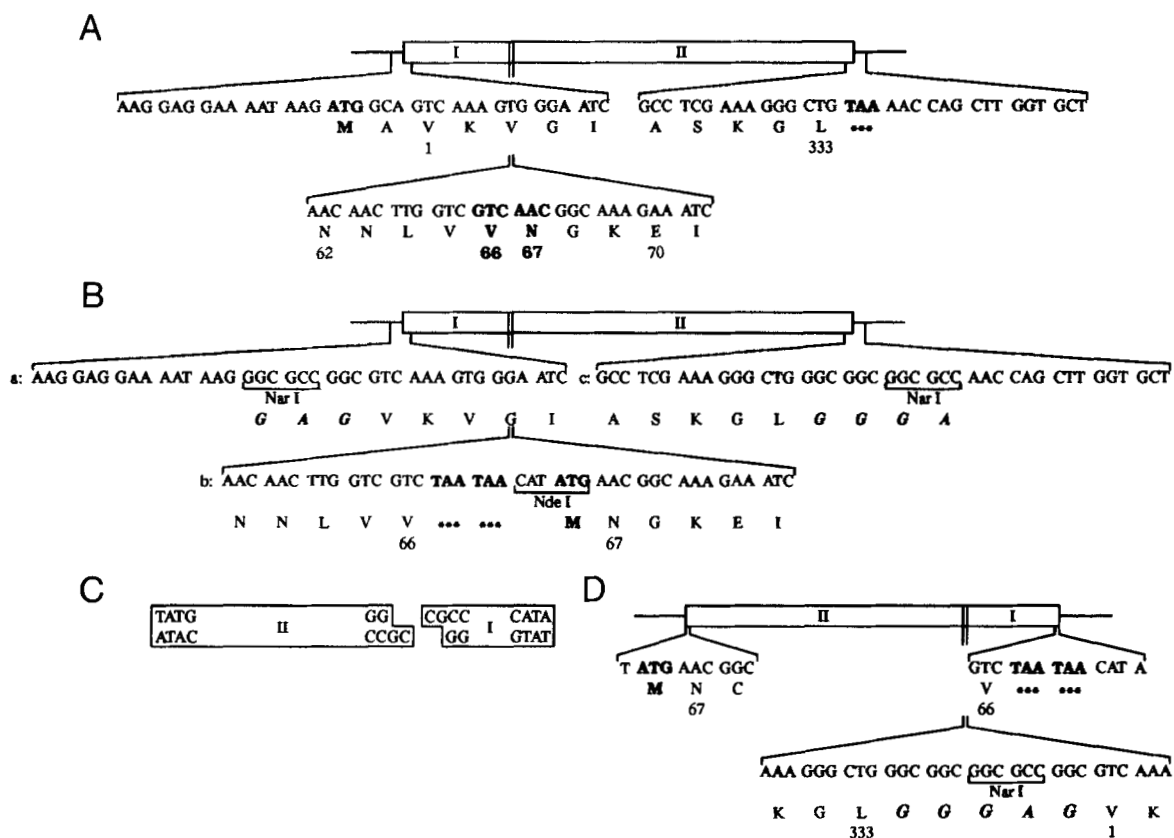 A
I II
AAG GAG GAA AAT AAG ATG GCA GTC AAA GTG GGA ATC GCC TCG AAA GGG CTG TAA AAC CAG CTT GGT GCT
M A V K V G I A S K G L •••
1 333
AAC AAC TTG GTC GTC AAC GGC AAA GAA ATC
N N L V V N G K E I
62 66 67 70
B
I II
a: AAG GAG GAA AAT AAG GGC GCC GGC GTC AAA GTG GGA ATC c: GCC TCG AAA GGG CTG GGC GGC GGC GCC AAC CAG CTT GGT GCT
Nar I Nar I
G A G V K V G I A S K G L G G G A
b: AAC AAC TTG GTC GTC TAA TAA CAT ATG AAC GGC AAA GAA ATC
Nde I
N N L V V ••• ••• M N G K E I
66 67
C
TATG GG CGCC CATA
II I
ATAC CCGC GG GTAT
D
II I
T ATG AAC GGC GTC TAA TAA CAT A
M N C V ••• •••
67 66
AAA GGG CTG GGC GGC GGC GCC GGC GTC AAA
Nar I
K G L G G G A G V K
333 1